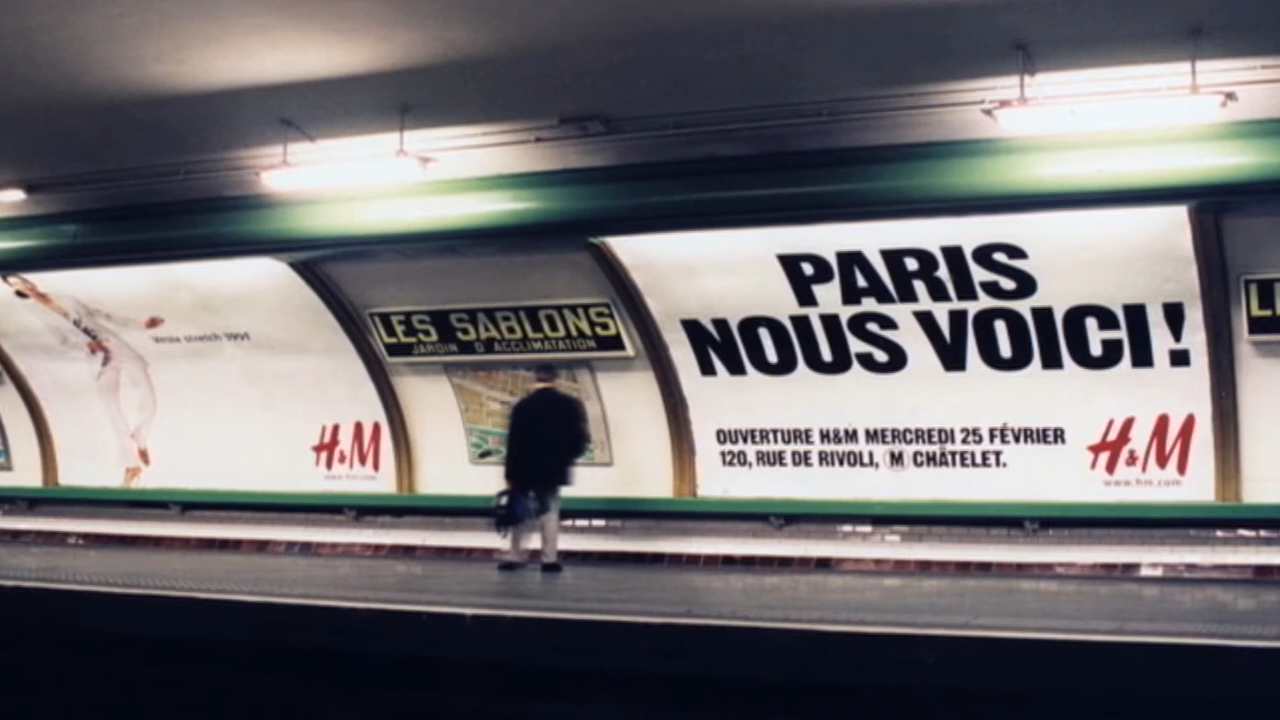 H&M
LES SABLONS
JARDIN D'ACCLIMATATION
PARIS
NOUS VOICI!
OUVERTURE H&M MERCREDI 25 FÉVRIER
120, RUE DE RIVOLI, M CHÂTELET.
H&M
www.hm.com